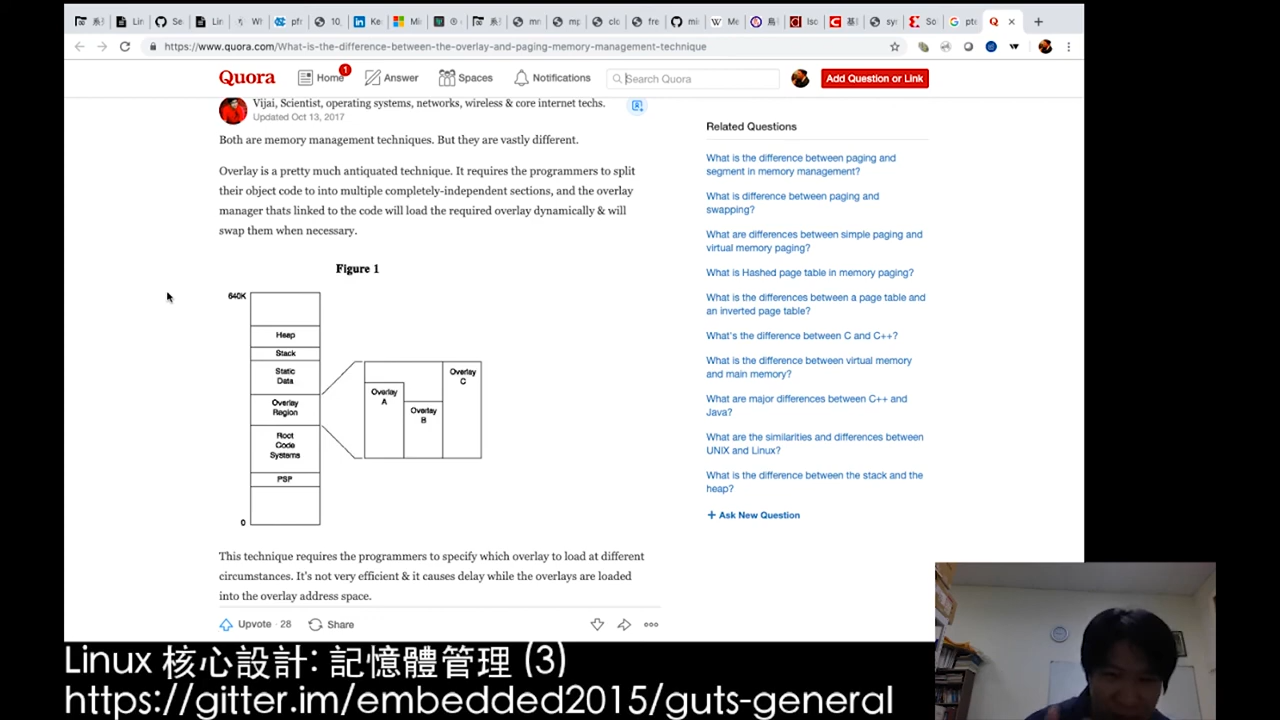 https://www.quora.com/What-is-the-difference-between-the-overlay-and-paging-memory-management-technique
Quora
Home
1
Answer
Spaces
Notifications
Search Quora
Add Question or Link
Vijai, Scientist, operating systems, networks, wireless & core internet techs.
Updated Oct 13, 2017
Both are memory management techniques. But they are vastly different.
Overlay is a pretty much antiquated technique. It requires the programmers to split
their object code to into multiple completely-independent sections, and the overlay
manager thats linked to the code will load the required overlay dynamically & will
swap them when necessary.
Figure 1
640K
Heap
Stack
Static
Data
Overlay
Region
Root
Code
Systems
PSP
0
Overlay
A
Overlay
B
Overlay
C
This technique requires the programmers to specify which overlay to load at different
circumstances. It's not very efficient & it causes delay while the overlays are loaded
into the overlay address space.
Upvote · 28
Share
Related Questions
What is the difference between paging and
segment in memory management?
What is difference between paging and
swapping?
What are differences between simple paging and
virtual memory paging?
What is Hashed page table in memory paging?
What is the differences between a page table and
an inverted page table?
What's the difference between C and C++?
What is the difference between virtual memory
and main memory?
What are major differences between C++ and
Java?
What are the similarities and differences between
UNIX and Linux?
What is the difference between the stack and the
heap?
+ Ask New Question
Linux 核心設計: 記憶體管理 (3)
https://gitter.im/embedded2015/guts-general